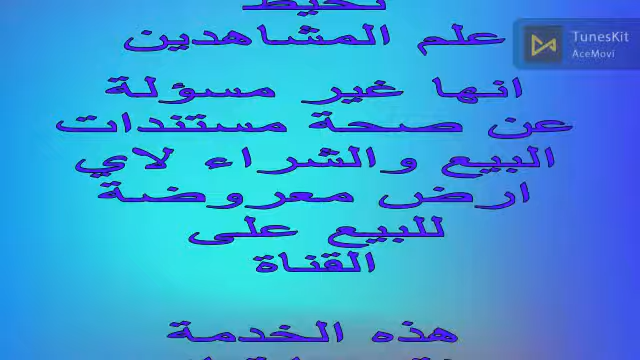 تحيط
علم المشاهدين
انها غير مسؤلة
عن صحة مستندات
البيع والشراء لاي
ارض معروضة
للبيع على
القناة
هذه الخدمة
TunesKit
AceMovi